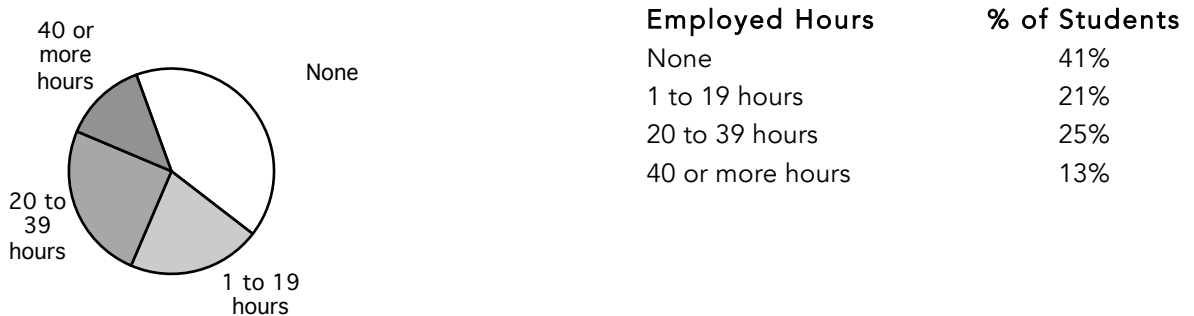 40 or
more
hours
None
20 to
39
hours
1 to 19
hours
Employed Hours % of Students
None 41%
1 to 19 hours 21%
20 to 39 hours 25%
40 or more hours 13%